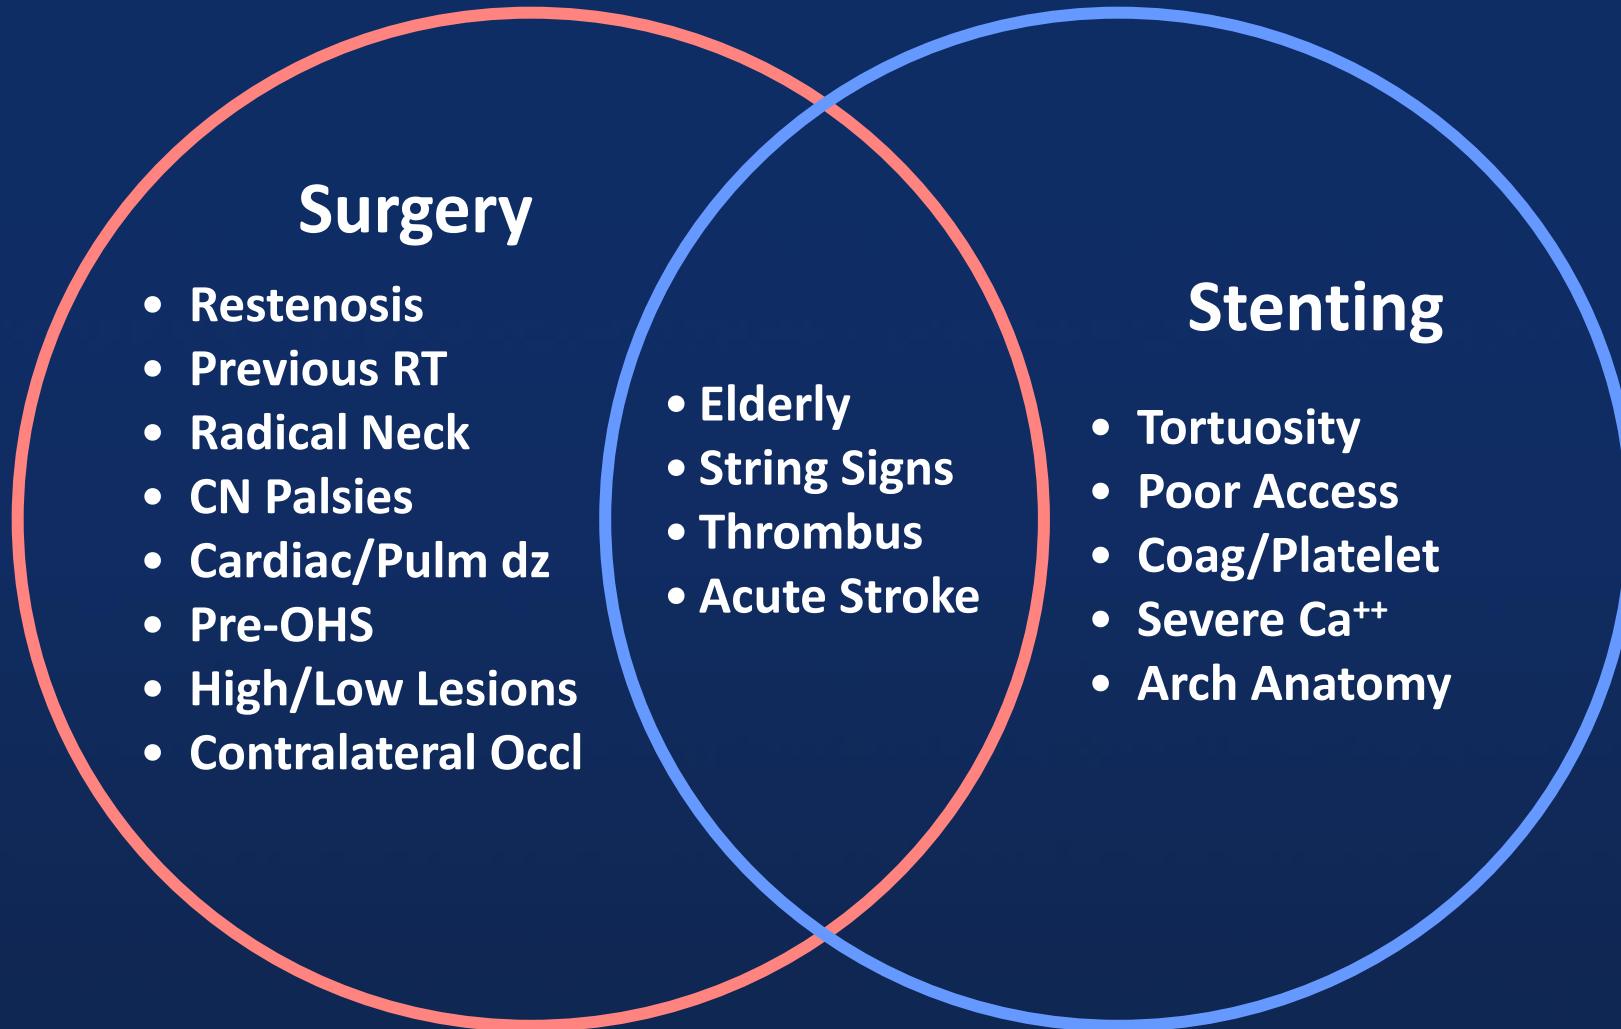 Surgery
• Restenosis
• Previous RT
• Radical Neck
• CN Palsies
• Cardiac/Pulm dz
• Pre-OHS
• High/Low Lesions
• Contralateral Occl
• Elderly
• String Signs
• Thrombus
• Acute Stroke
Stenting
• Tortuosity
• Poor Access
• Coag/Platelet
• Severe Ca⁺⁺
• Arch Anatomy